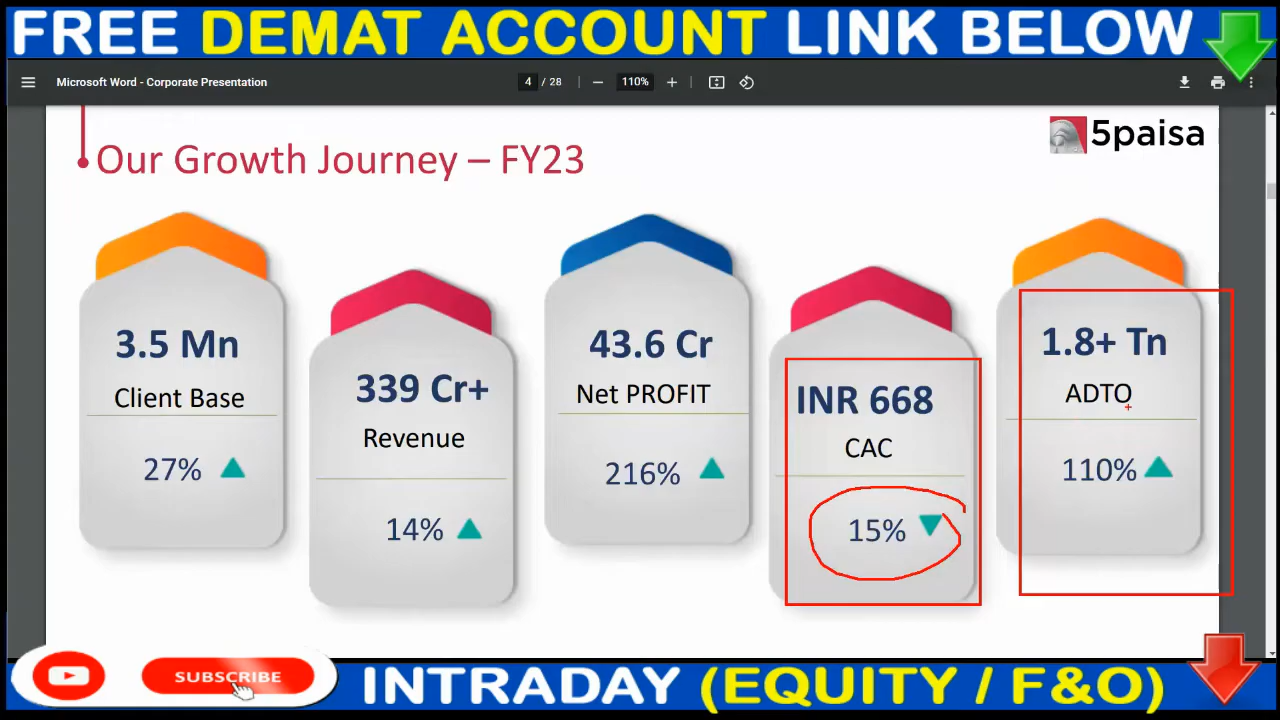 FREE DEMAT ACCOUNT LINK BELOW
Microsoft Word - Corporate Presentation
4 / 28
110%
5paisa
Our Growth Journey – FY23
3.5 Mn
Client Base
27%
339 Cr+
Revenue
14%
43.6 Cr
Net PROFIT
216%
INR 668
CAC
15%
1.8+ Tn
ADTO
110%
SUBSCRIBE
INTRADAY (EQUITY / F&O)